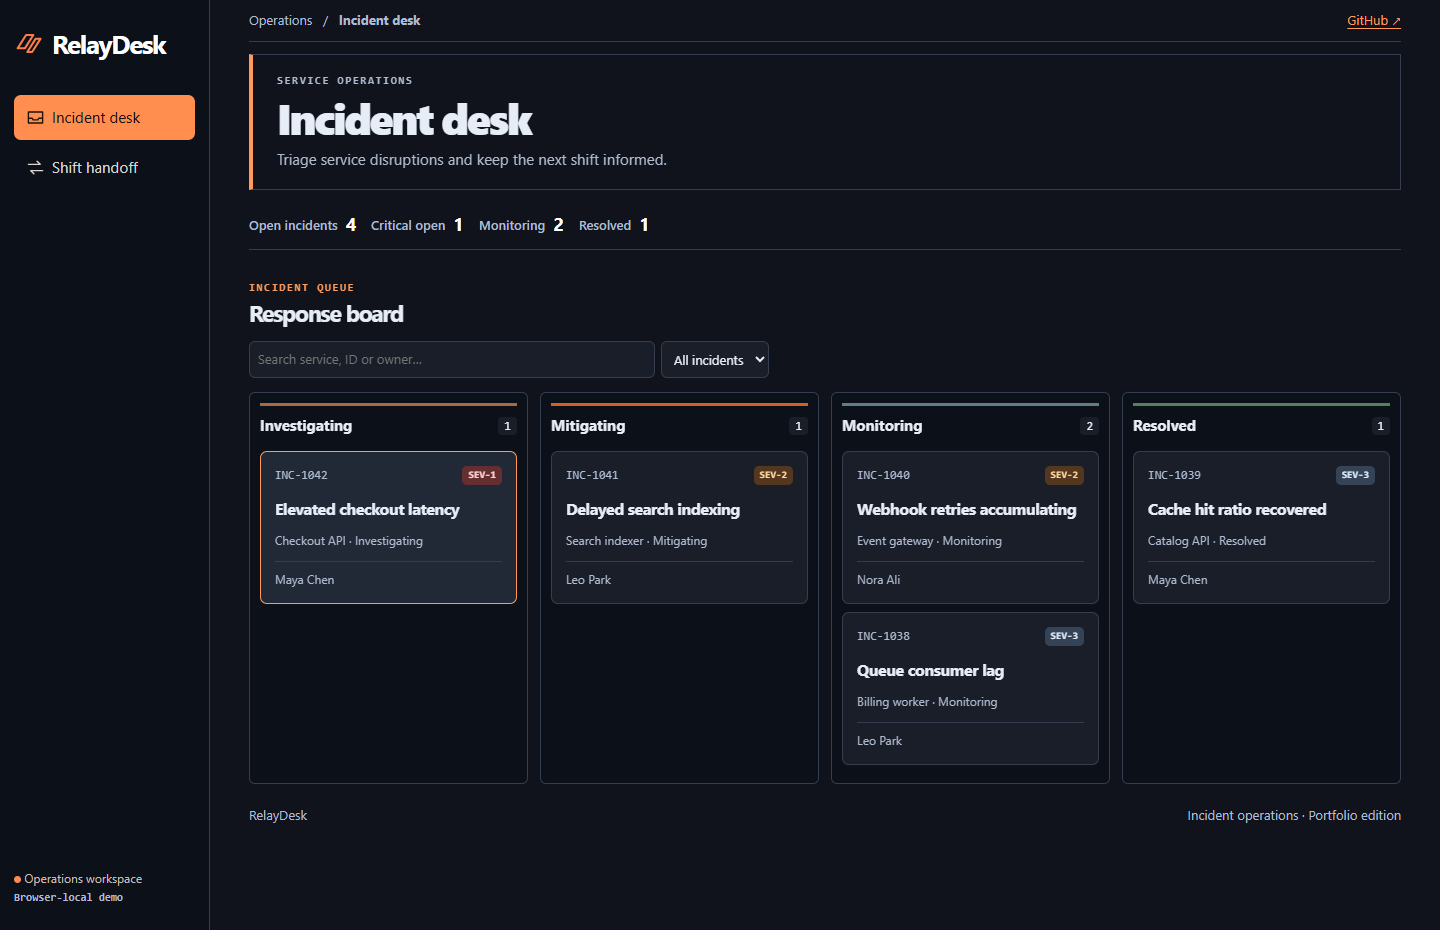 RelayDesk
Incident desk
Shift handoff
Operations workspace
Browser-local demo
Operations / Incident desk
GitHub ↗
SERVICE OPERATIONS
Incident desk
Triage service disruptions and keep the next shift informed.
Open incidents 4 Critical open 1 Monitoring 2 Resolved 1
INCIDENT QUEUE
Response board
Search service, ID or owner...
All incidents
Investigating 1
INC-1042 SEV-1
Elevated checkout latency
Checkout API · Investigating
Maya Chen
Mitigating 1
INC-1041 SEV-2
Delayed search indexing
Search indexer · Mitigating
Leo Park
Monitoring 2
INC-1040 SEV-2
Webhook retries accumulating
Event gateway · Monitoring
Nora Ali
INC-1038 SEV-3
Queue consumer lag
Billing worker · Monitoring
Leo Park
Resolved 1
INC-1039 SEV-3
Cache hit ratio recovered
Catalog API · Resolved
Maya Chen
RelayDesk
Incident operations · Portfolio edition